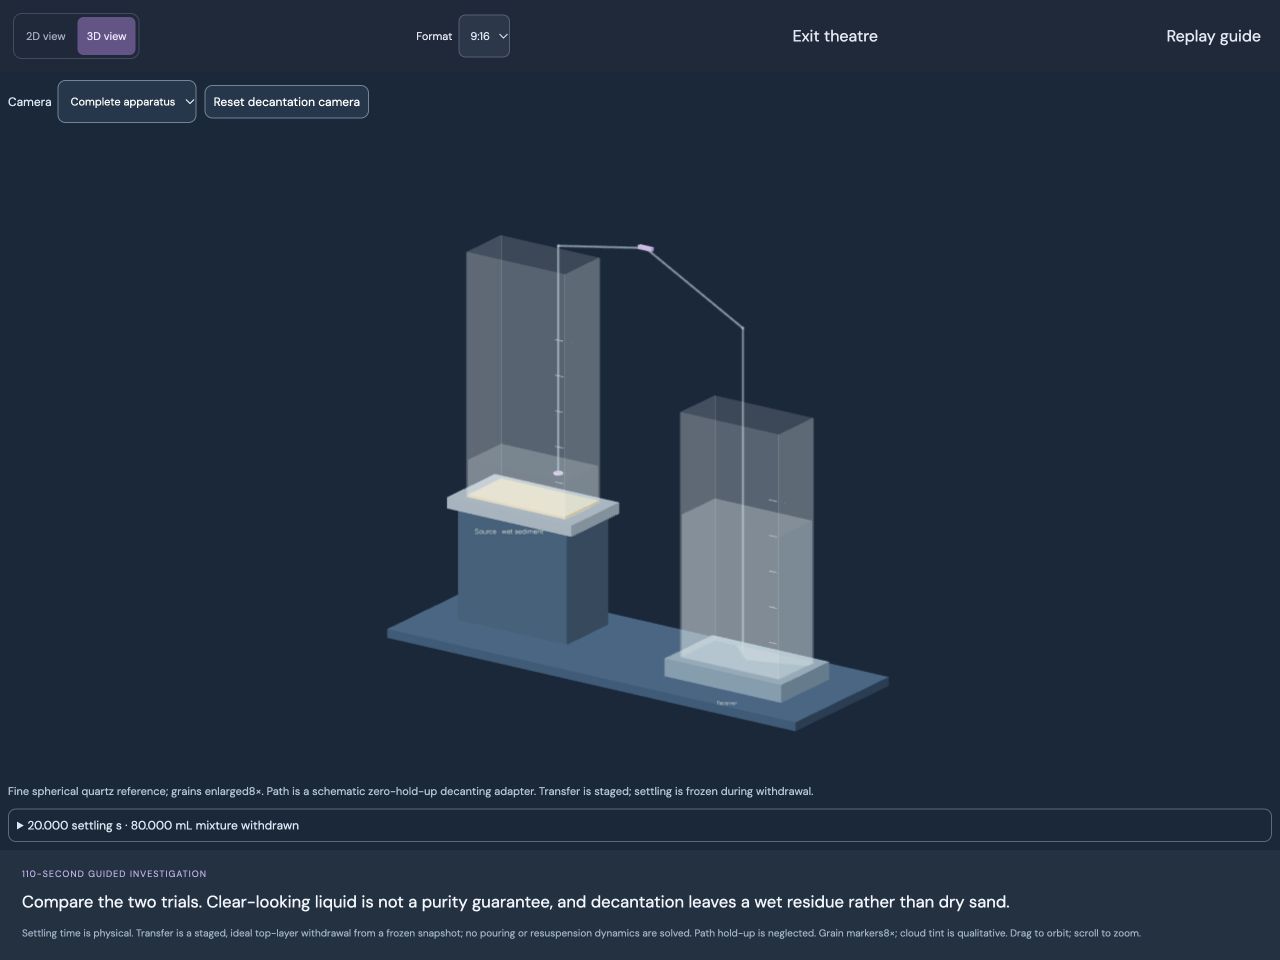 2D view 3D view Format 9:16 Exit theatre Replay guide
Camera Complete apparatus Reset decantation camera
Source · wet sediment
Receiver
Fine spherical quartz reference; grains enlarged8×. Path is a schematic zero-hold-up decanting adapter. Transfer is staged; settling is frozen during withdrawal.
20.000 settling s · 80.000 mL mixture withdrawn
110-SECOND GUIDED INVESTIGATION
Compare the two trials. Clear-looking liquid is not a purity guarantee, and decantation leaves a wet residue rather than dry sand.
Settling time is physical. Transfer is a staged, ideal top-layer withdrawal from a frozen snapshot; no pouring or resuspension dynamics are solved. Path hold-up is neglected. Grain markers8×; cloud tint is qualitative. Drag to orbit; scroll to zoom.